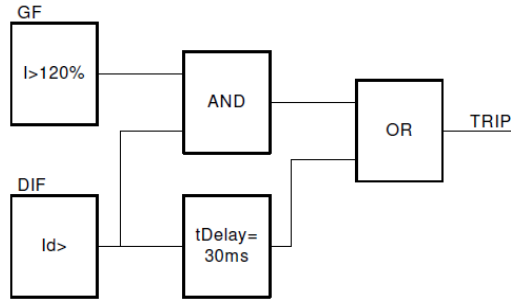 GF
I>120%
AND
OR
TRIP
DIF
Id>
tDelay=
30ms